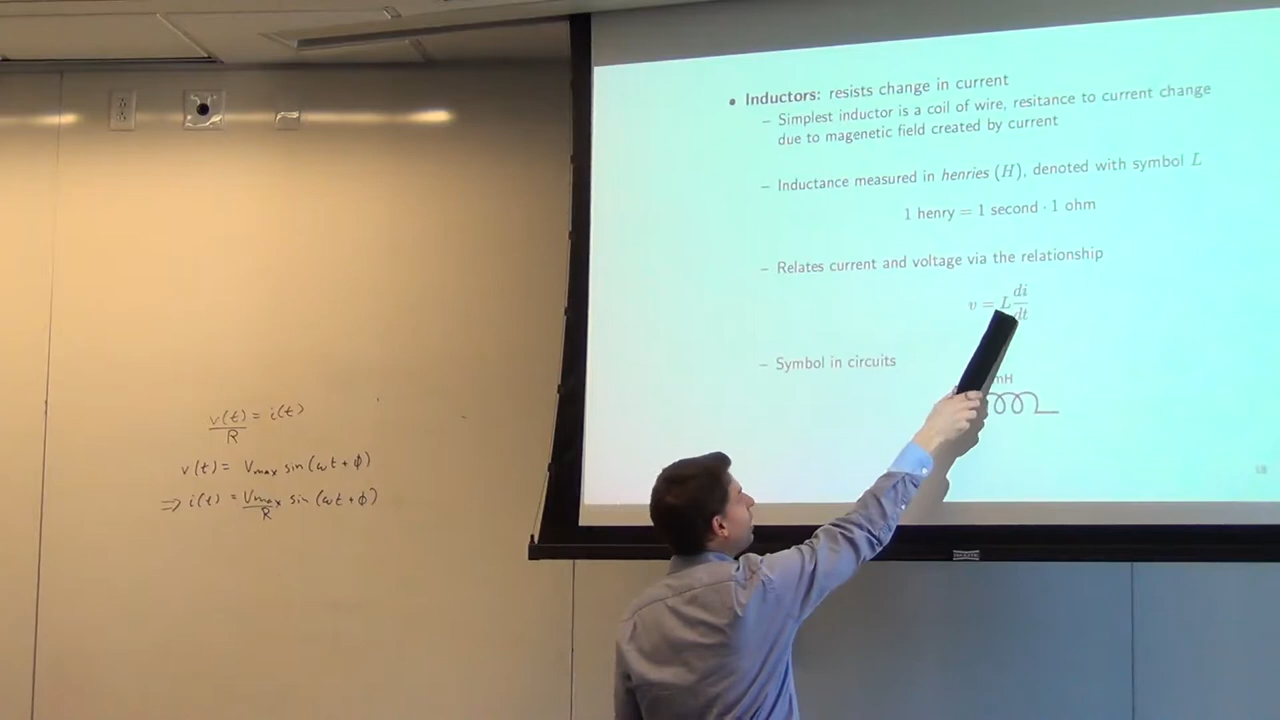 • Inductors: resists change in current
– Simplest inductor is a coil of wire, resitance to current change
due to magenetic field created by current
– Inductance measured in henries (H), denoted with symbol L
1 henry = 1 second · 1 ohm
– Relates current and voltage via the relationship
v = L di/dt
– Symbol in circuits
mH
v(t)/R = i(t)
v(t) = Vmax sin(ωt + φ)
⇒ i(t) = Vmax/R sin(ωt + φ)